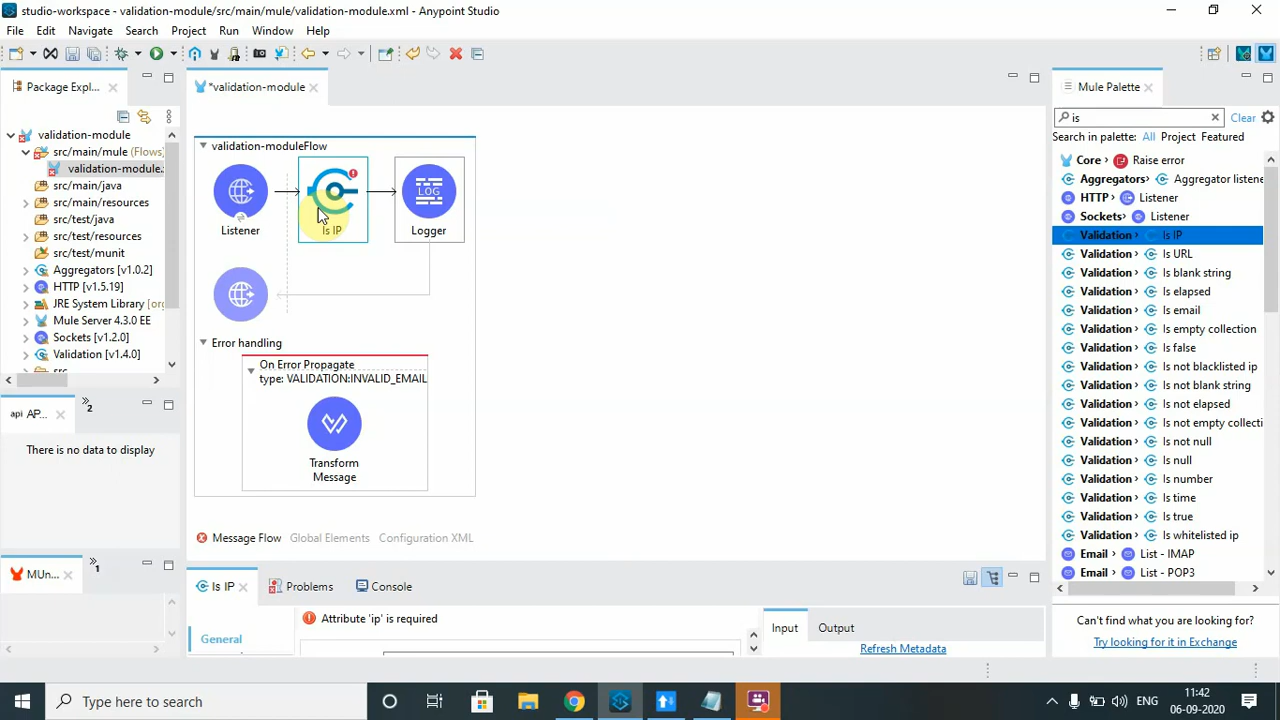 studio-workspace - validation-module/src/main/mule/validation-module.xml - Anypoint Studio
File Edit Navigate Search Project Run Window Help
Package Expl...
*validation-module
Mule Palette
validation-module
src/main/mule (Flows)
validation-module.
src/main/java
src/main/resources
src/test/java
src/test/resources
src/test/munit
Aggregators [v1.0.2]
HTTP [v1.5.19]
JRE System Library [org
Mule Server 4.3.0 EE
Sockets [v1.2.0]
Validation [v1.4.0]
src
validation-moduleFlow
Listener
Is IP
LOG
Logger
Error handling
On Error Propagate
type: VALIDATION:INVALID_EMAIL
Transform
Message
Message Flow Global Elements Configuration XML
is
Clear
Search in palette: All Project Featured
Core › Raise error
Aggregators › Aggregator listene
HTTP › Listener
Sockets › Listener
Validation › Is IP
Validation › Is URL
Validation › Is blank string
Validation › Is elapsed
Validation › Is email
Validation › Is empty collection
Validation › Is false
Validation › Is not blacklisted ip
Validation › Is not blank string
Validation › Is not elapsed
Validation › Is not empty collecti
Validation › Is not null
Validation › Is null
Validation › Is number
Validation › Is time
Validation › Is true
Validation › Is whitelisted ip
Email › List - IMAP
Email › List - POP3
Can't find what you are looking for?
Try looking for it in Exchange
api AP...
»2
There is no data to display
MUn...
»1
Is IP
Problems
Console
General
Attribute 'ip' is required
Input
Output
Refresh Metadata
Type here to search
ENG
11:42
06-09-2020